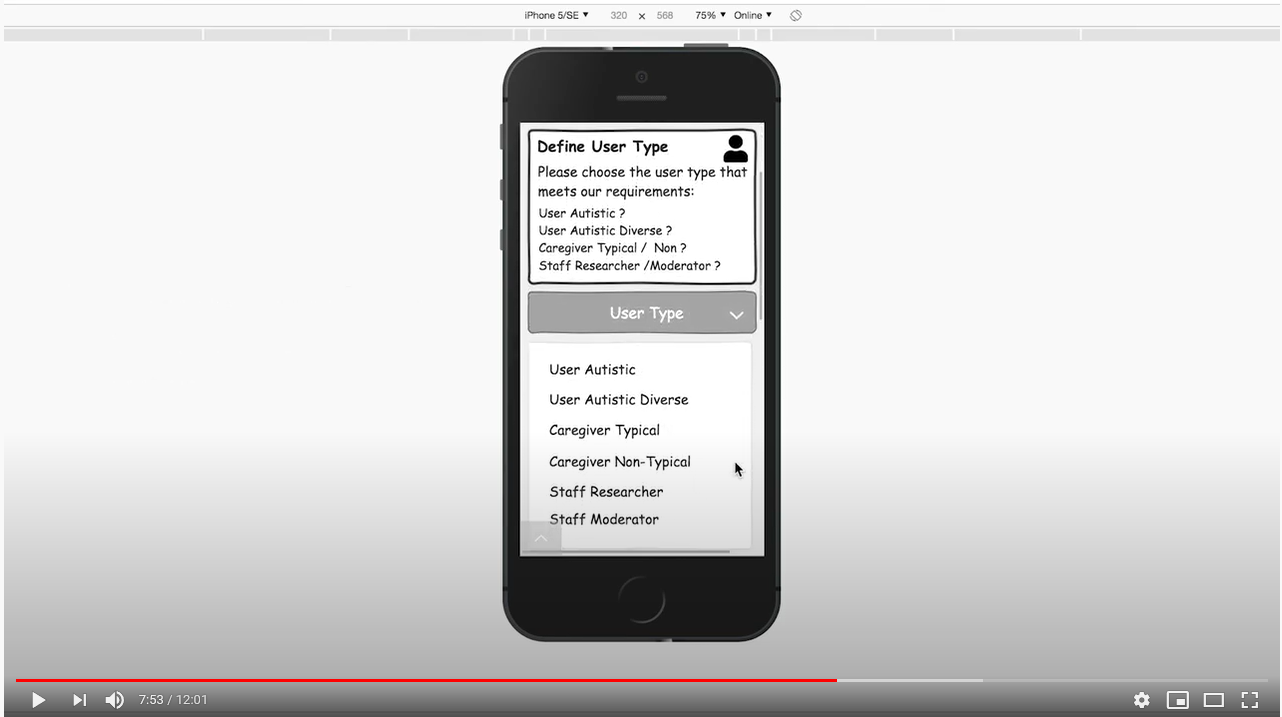 iPhone 5/SE ▼ 320 x 568 75% ▼ Online ▼
Define User Type
Please choose the user type that
meets our requirements:
User Autistic ?
User Autistic Diverse ?
Caregiver Typical / Non ?
Staff Researcher /Moderator ?
User Type
User Autistic
User Autistic Diverse
Caregiver Typical
Caregiver Non-Typical
Staff Researcher
Staff Moderator
7:53 / 12:01